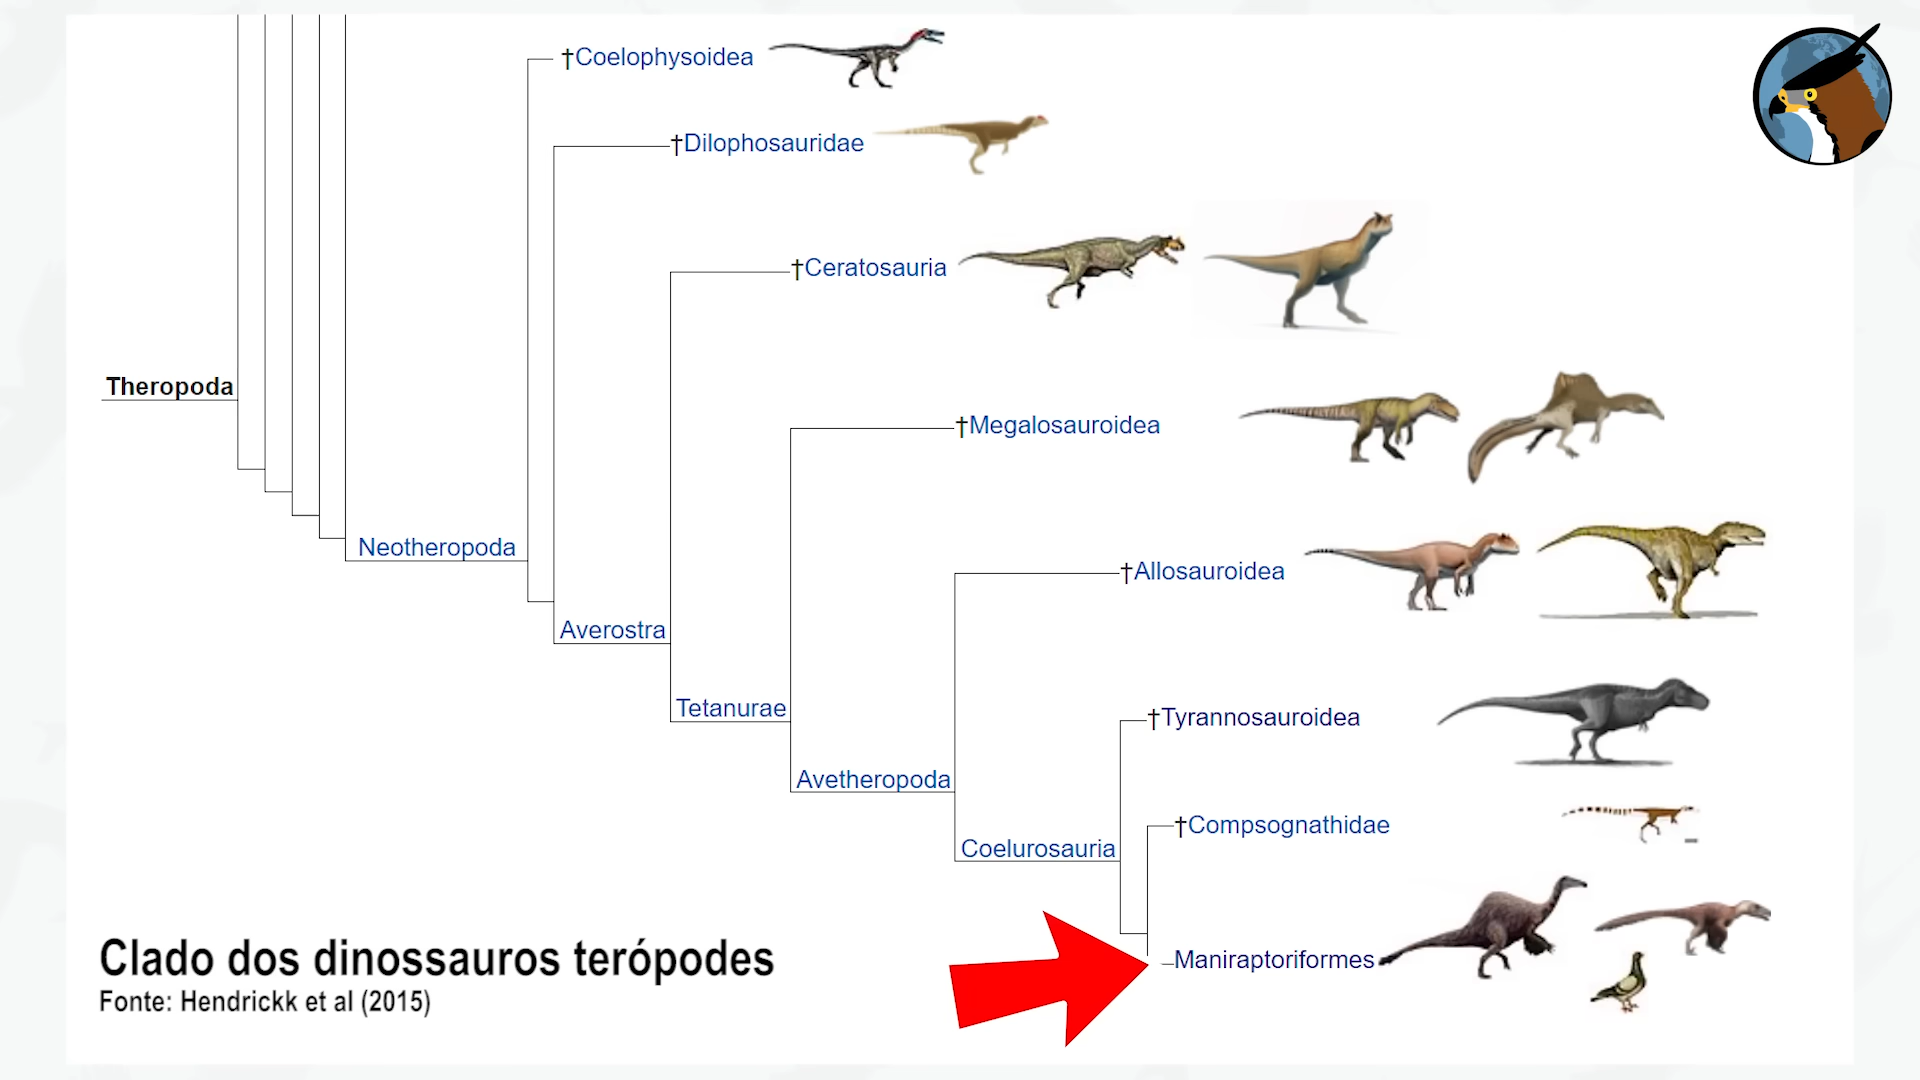 †Coelophysoidea
†Dilophosauridae
†Ceratosauria
Theropoda
†Megalosauroidea
Neotheropoda
†Allosauroidea
Averostra
Tetanurae
†Tyrannosauroidea
Avetheropoda
†Compsognathidae
Coelurosauria
Maniraptoriformes
Clado dos dinossauros terópodes
Fonte: Hendrickk et al (2015)